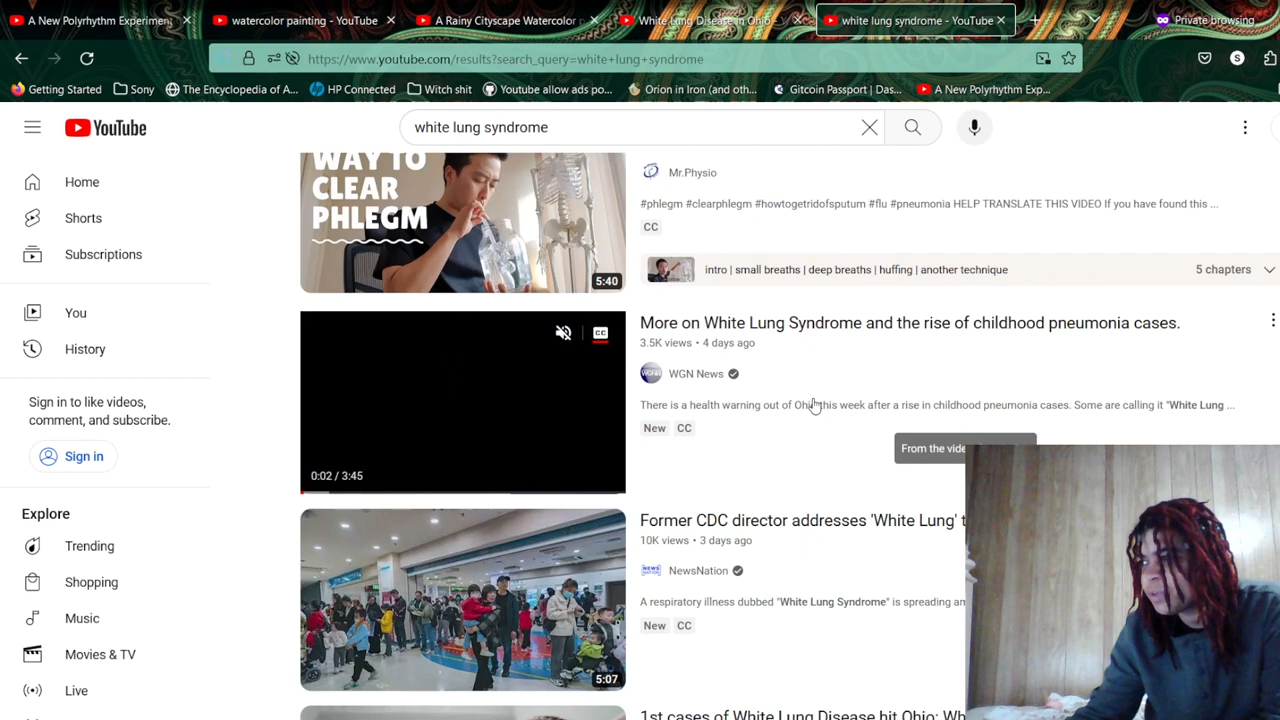 A New Polyrhythm Experiment
watercolor painting - YouTube
A Rainy Cityscape Watercolor
White Lung Disease in Ohio -
white lung syndrome - YouTube
Private browsing
https://www.youtube.com/results?search_query=white+lung+syndrome
S
Getting Started
Sony
The Encyclopedia of A...
HP Connected
Witch shit
Youtube allow ads po...
Orion in Iron (and oth...
Gitcoin Passport | Das...
A New Polyrhythm Exp...
YouTube
white lung syndrome
Home
Shorts
Subscriptions
You
History
Sign in to like videos,
comment, and subscribe.
Sign in
Explore
Trending
Shopping
Music
Movies & TV
Live
WAY TO
CLEAR
PHLEGM
5:40
Mr.Physio
#phlegm #clearphlegm #howtogetridofsputum #flu #pneumonia HELP TRANSLATE THIS VIDEO If you have found this ...
CC
intro | small breaths | deep breaths | huffing | another technique
5 chapters
CC
0:02 / 3:45
More on White Lung Syndrome and the rise of childhood pneumonia cases.
3.5K views • 4 days ago
WGN News
There is a health warning out of Ohio this week after a rise in childhood pneumonia cases. Some are calling it "White Lung ...
New CC
From the vide
5:07
Former CDC director addresses 'White Lung' t
10K views • 3 days ago
NEWS
NATION
NewsNation
A respiratory illness dubbed "White Lung Syndrome" is spreading am
New CC
1st cases of White Lung Disease hit Ohio: Wh